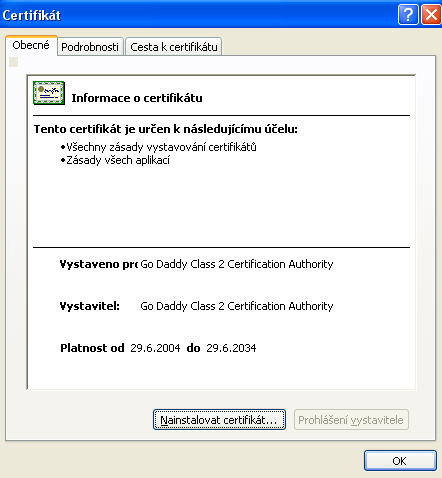 Certifikát
Obecné Podrobnosti Cesta k certifikátu
Informace o certifikátu
Tento certifikát je určen k následujícímu účelu:
•Všechny zásady vystavování certifikátů
•Zásady všech aplikací
Vystaveno pro Go Daddy Class 2 Certification Authority
Vystavitel: Go Daddy Class 2 Certification Authority
Platnost od 29.6.2004 do 29.6.2034
Nainstalovat certifikát... Prohlášení vystavitele
OK